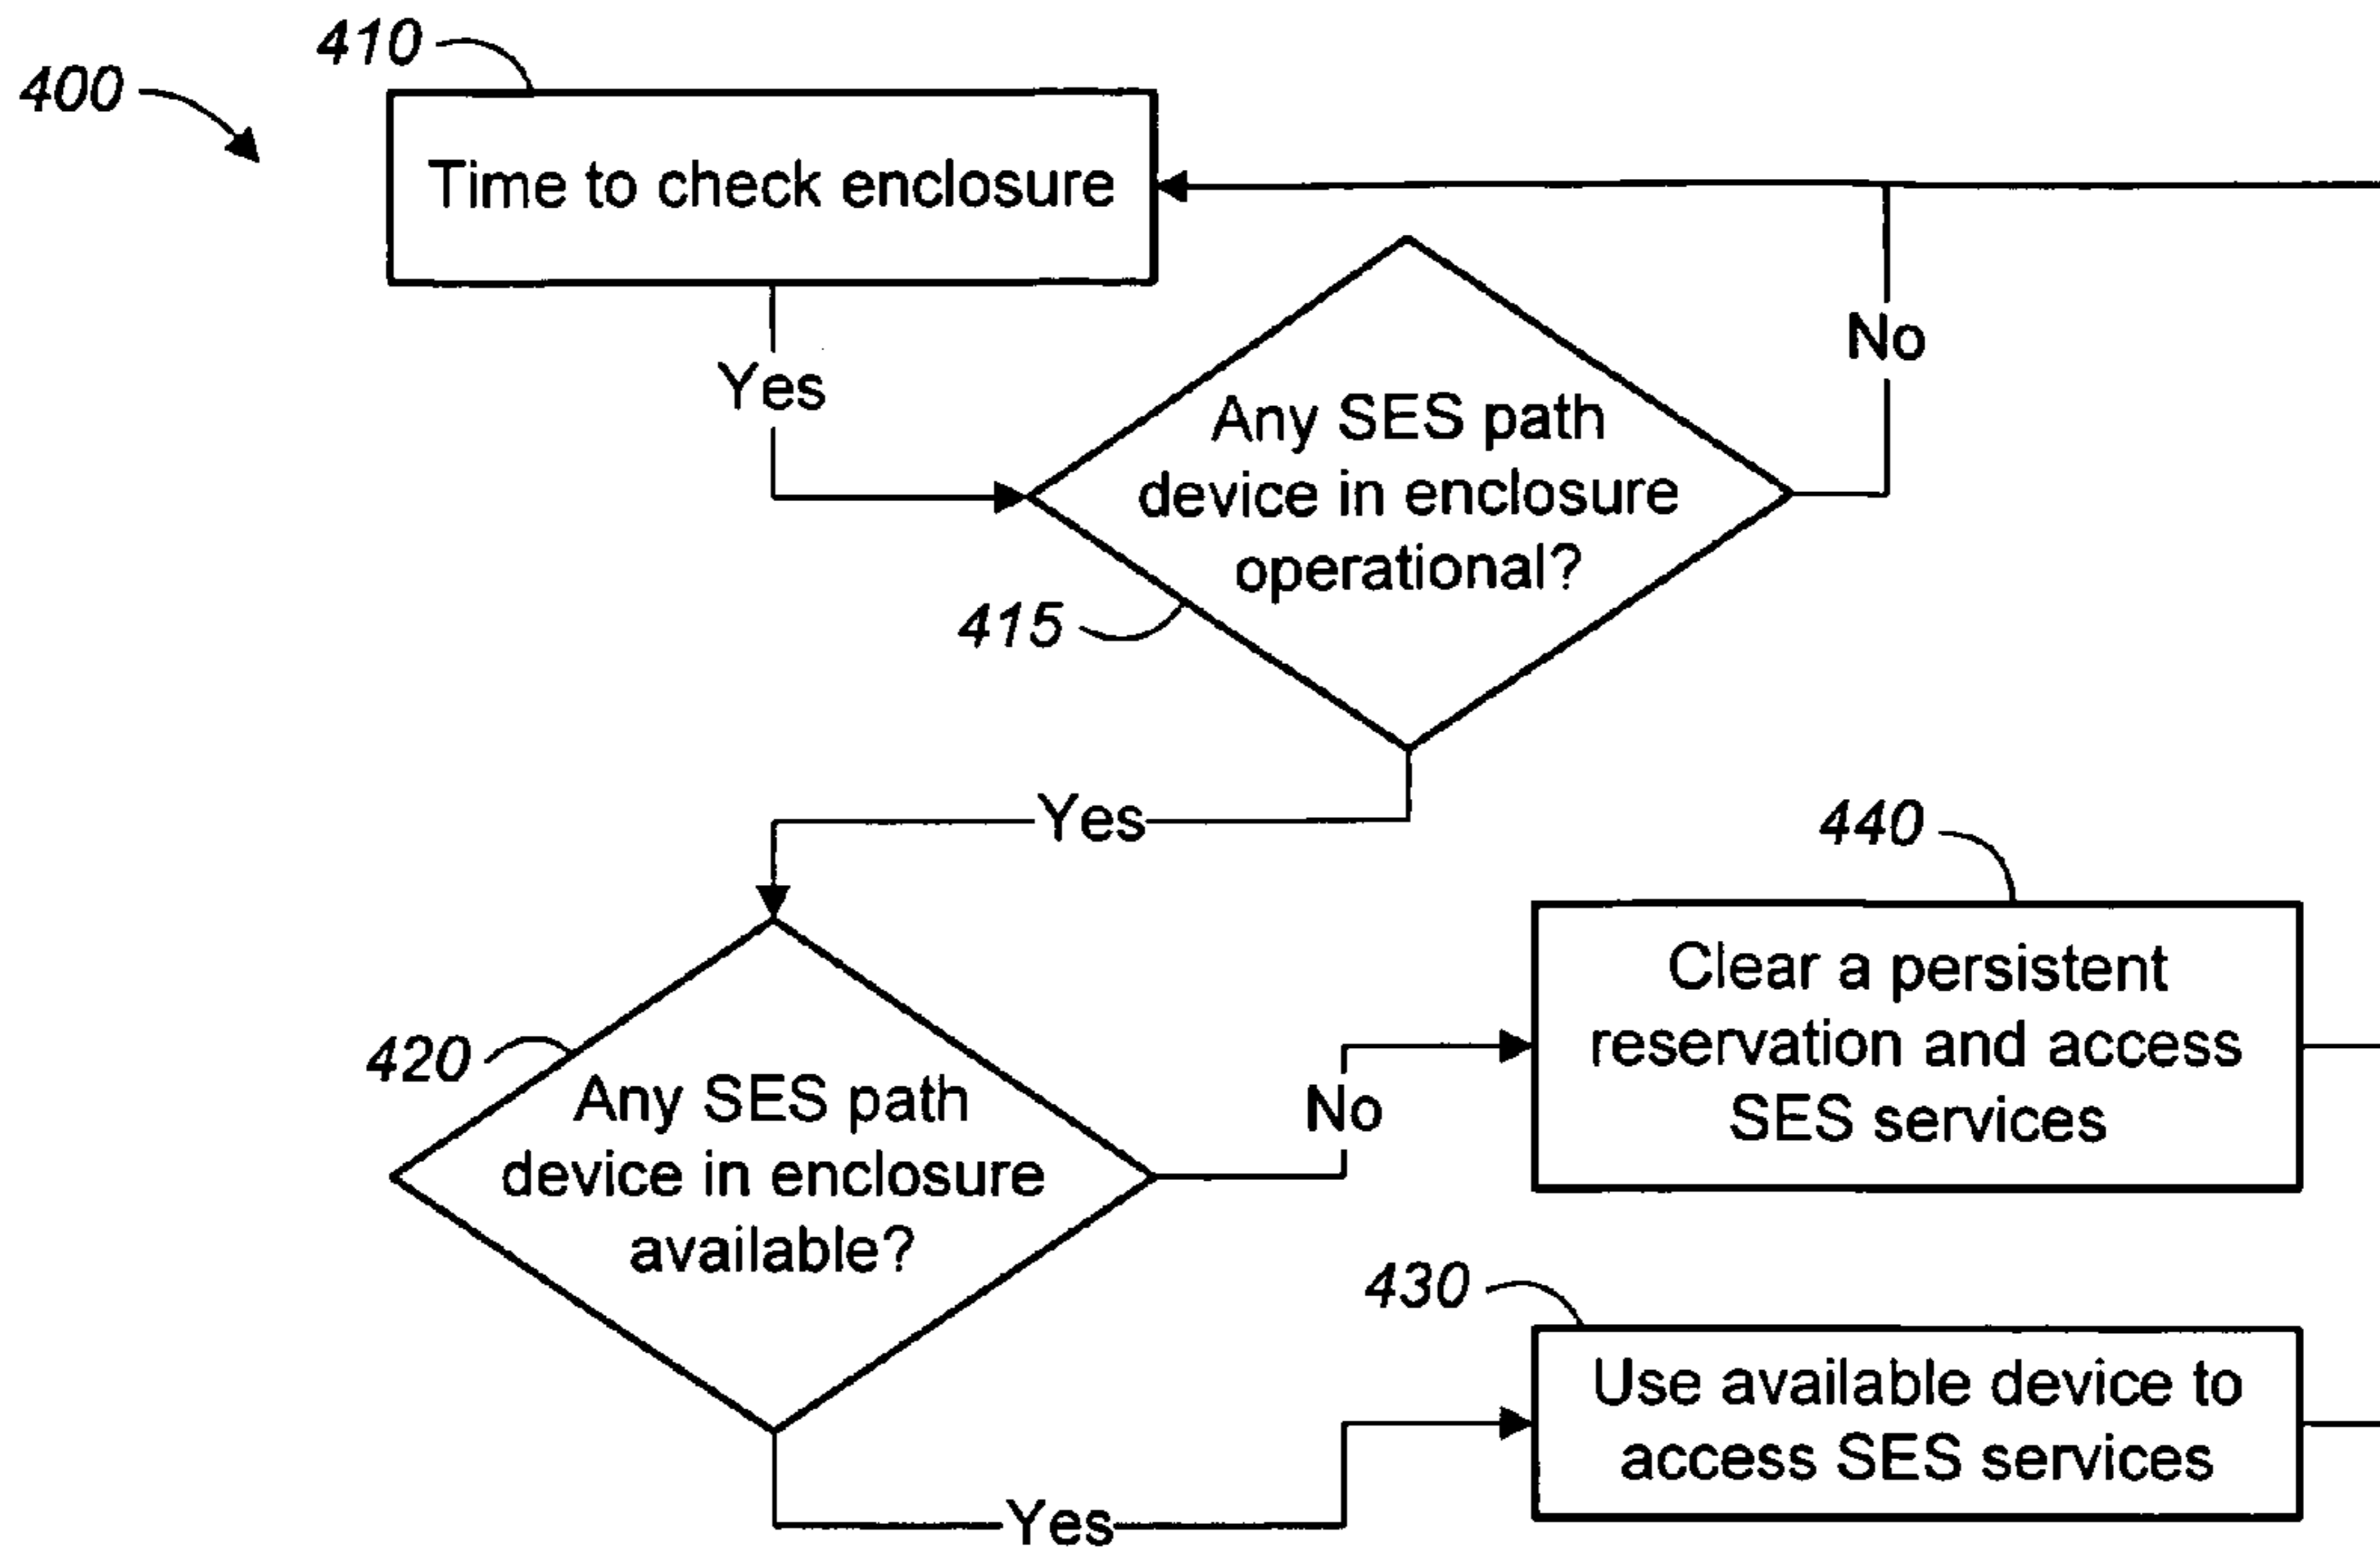 410
400
Time to check enclosure
Yes
No
Any SES path
device in enclosure
operational?
415
Yes
440
Clear a persistent
reservation and access
SES services
420
Any SES path
device in enclosure
available?
No
430
Use available device to
access SES services
Yes